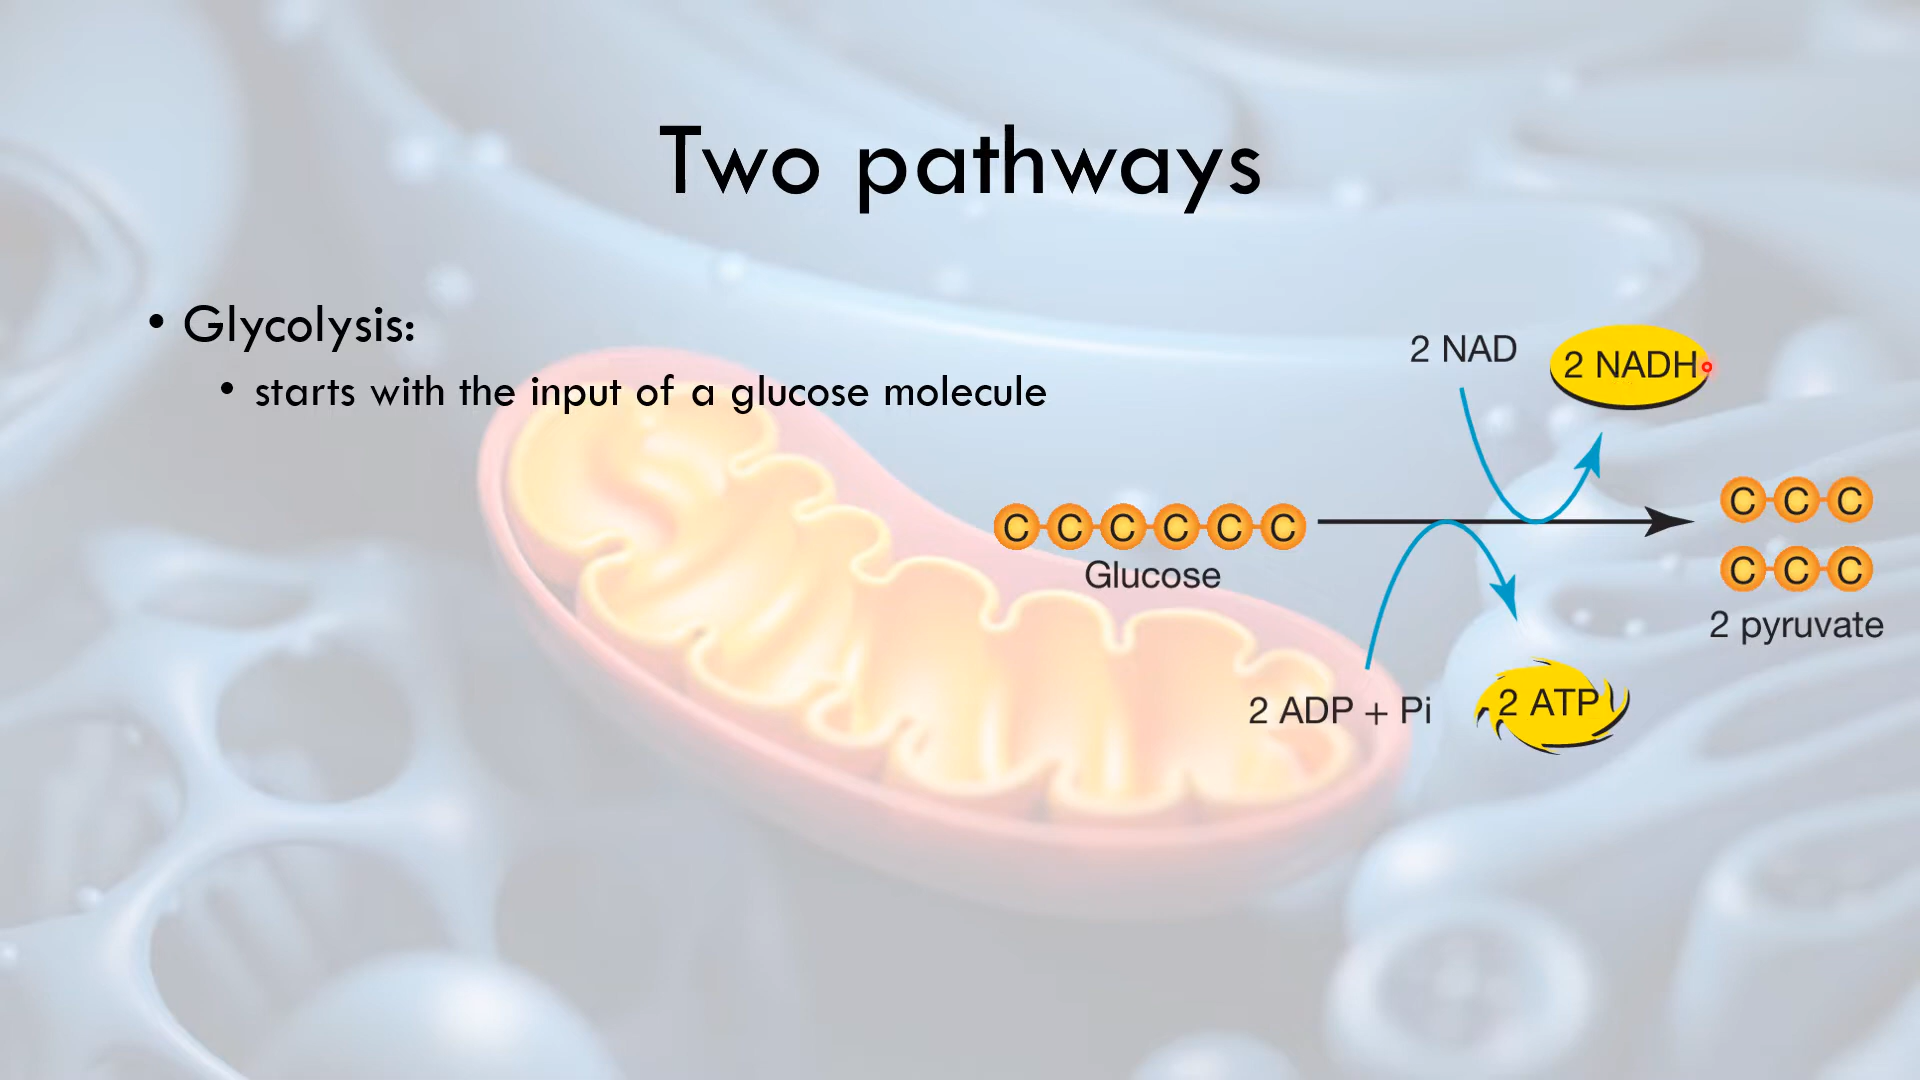 Two pathways
• Glycolysis:
• starts with the input of a glucose molecule
2 NAD
2 NADH
C C C C C C
Glucose
C C C
C C C
2 pyruvate
2 ADP + Pi
2 ATP